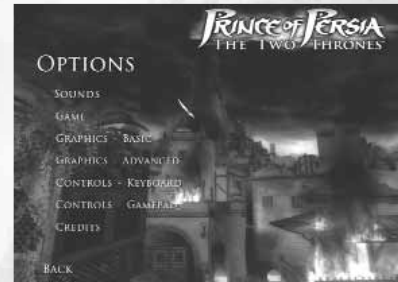 PRINCE OF PERSIA
THE TWO THRONES
OPTIONS
SOUNDS
GAME
GRAPHICS - BASIC
GRAPHICS - ADVANCED
CONTROLS - KEYBOARD
CONTROLS - GAMEPAD
CREDITS
BACK